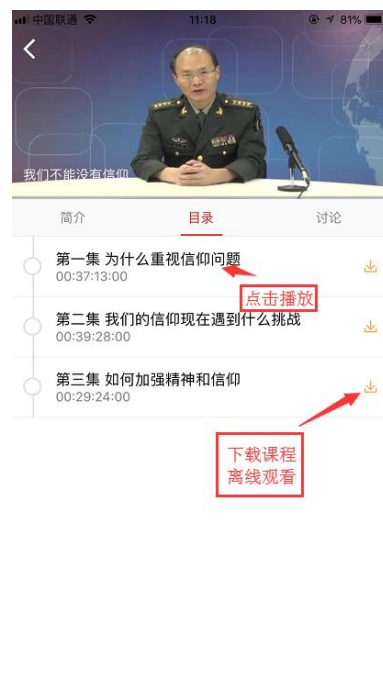 中国联通 11:18 81%
我们不能没有信仰
简介 目录 讨论
第一集 为什么重视信仰问题
00:37:13:00
点击播放
第二集 我们的信仰现在遇到什么挑战
00:39:28:00
第三集 如何加强精神和信仰
00:29:24:00
下载课程
离线观看